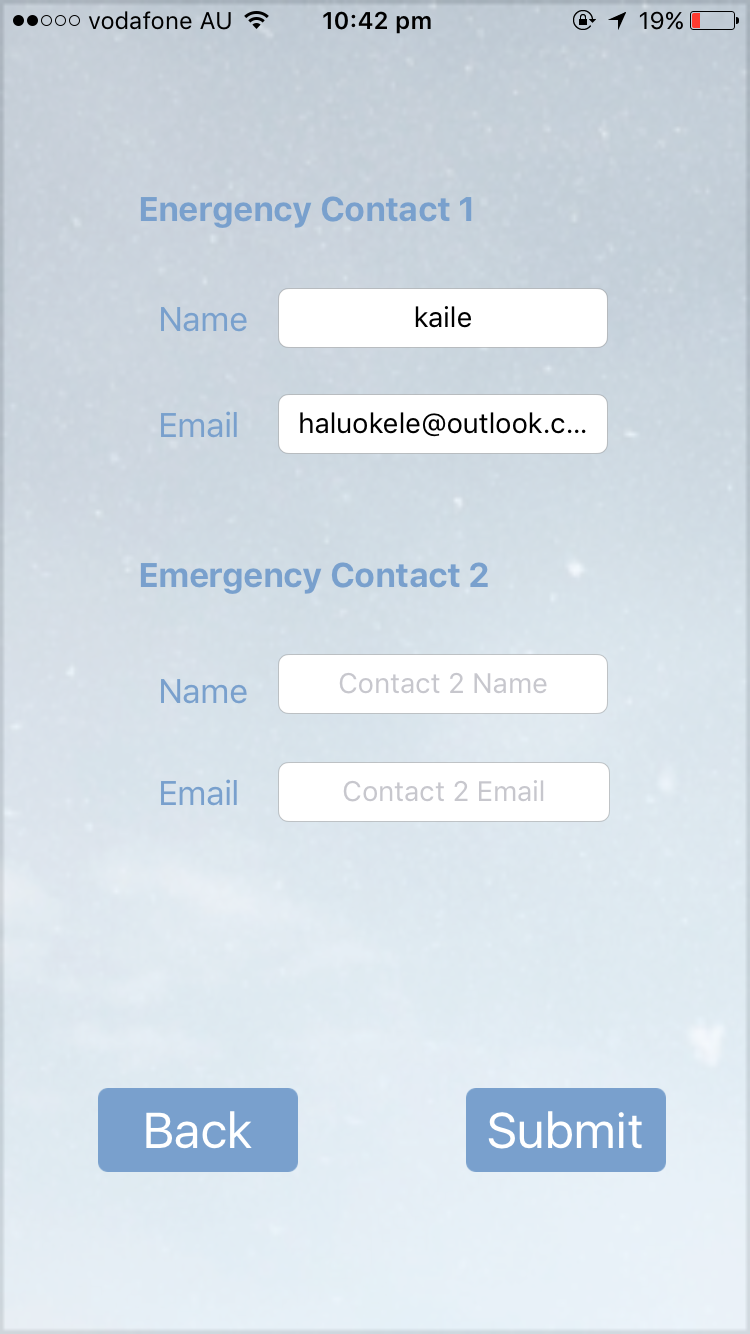 vodafone AU 10:42 pm 19%
Energency Contact 1
Name kaile
Email haluokele@outlook.c...
Emergency Contact 2
Name Contact 2 Name
Email Contact 2 Email
Back Submit